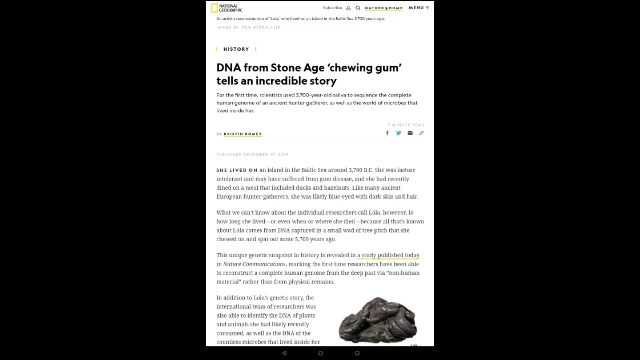 NATIONAL
GEOGRAPHIC
Subscribe
MENU
An artistic reconstruction of 'Lola,' who lived on an island in the Baltic Sea 5,700 years ago.
IMAGE BY TOM BJÖRKLUND
HISTORY
DNA from Stone Age ‘chewing gum’
tells an incredible story
For the first time, scientists used 5,700-year-old saliva to sequence the complete
human genome of an ancient hunter gatherer, as well as the world of microbes that
lived inside her.
MINUTE READ
BY KRISTIN ROMEY
PUBLISHED DECEMBER 17, 2019
SHE LIVED ON an island in the Baltic Sea around 3,700 B.C. She was lactose
intolerant and may have suffered from gum disease, and she had recently
dined on a meal that included ducks and hazelnuts. Like many ancient
European hunter-gatherers, she was likely blue-eyed with dark skin and hair.
What we can't know about the individual researchers call Lola, however, is
how long she lived—or even when or where she died—because all that's known
about Lola comes from DNA captured in a small wad of tree pitch that she
chewed on and spat out some 5,700 years ago.
This unique genetic snapshot in history is revealed in a study published today
in Nature Communications, marking the first time researchers have been able
to reconstruct a complete human genome from the deep past via "non-human
material" rather than from physical remains.
In addition to Lola's genetic story, the
international team of researchers was
also able to identify the DNA of plants
and animals she had likely recently
consumed, as well as the DNA of the
countless microbes that lived inside her